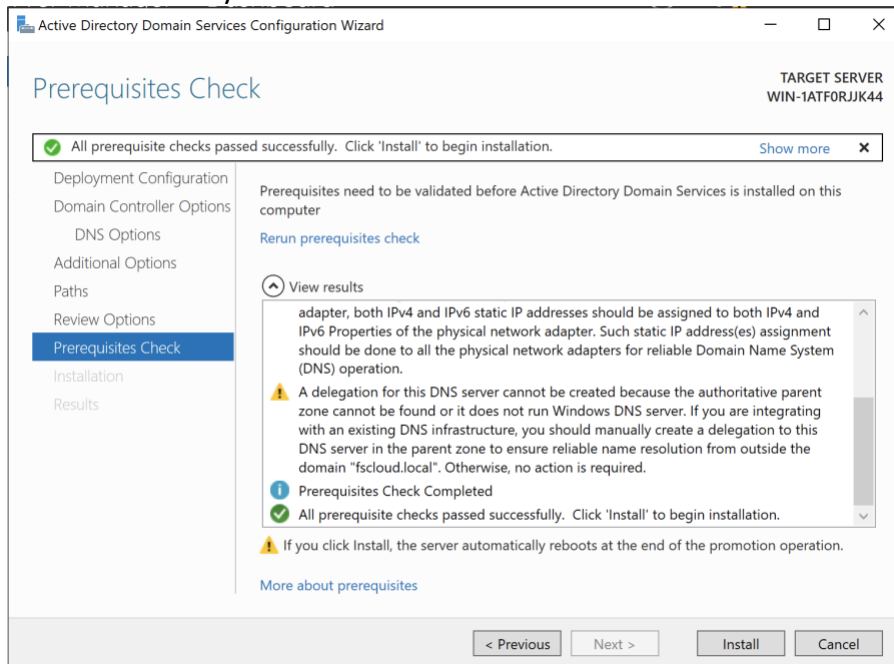 Active Directory Domain Services Configuration Wizard
Prerequisites Check
TARGET SERVER
WIN-1ATF0RJJK44
All prerequisite checks passed successfully. Click 'Install' to begin installation.
Show more
Deployment Configuration
Domain Controller Options
DNS Options
Additional Options
Paths
Review Options
Prerequisites Check
Installation
Results
Prerequisites need to be validated before Active Directory Domain Services is installed on this
computer
Rerun prerequisites check
View results
adapter, both IPv4 and IPv6 static IP addresses should be assigned to both IPv4 and
IPv6 Properties of the physical network adapter. Such static IP address(es) assignment
should be done to all the physical network adapters for reliable Domain Name System
(DNS) operation.
A delegation for this DNS server cannot be created because the authoritative parent
zone cannot be found or it does not run Windows DNS server. If you are integrating
with an existing DNS infrastructure, you should manually create a delegation to this
DNS server in the parent zone to ensure reliable name resolution from outside the
domain "fscloud.local". Otherwise, no action is required.
Prerequisites Check Completed
All prerequisite checks passed successfully. Click 'Install' to begin installation.
If you click Install, the server automatically reboots at the end of the promotion operation.
More about prerequisites
< Previous
Next >
Install
Cancel